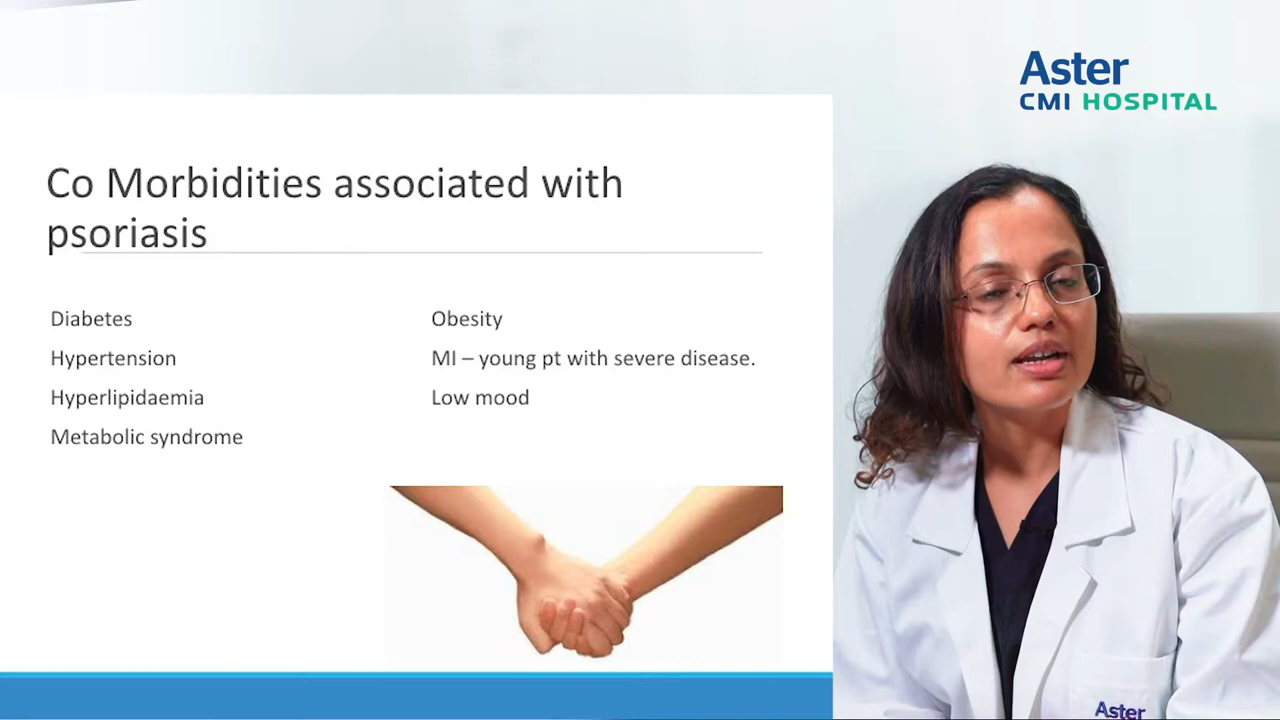 Aster
CMI HOSPITAL
Co Morbidities associated with
psoriasis
Diabetes
Hypertension
Hyperlipidaemia
Metabolic syndrome
Obesity
MI – young pt with severe disease.
Low mood
Aster